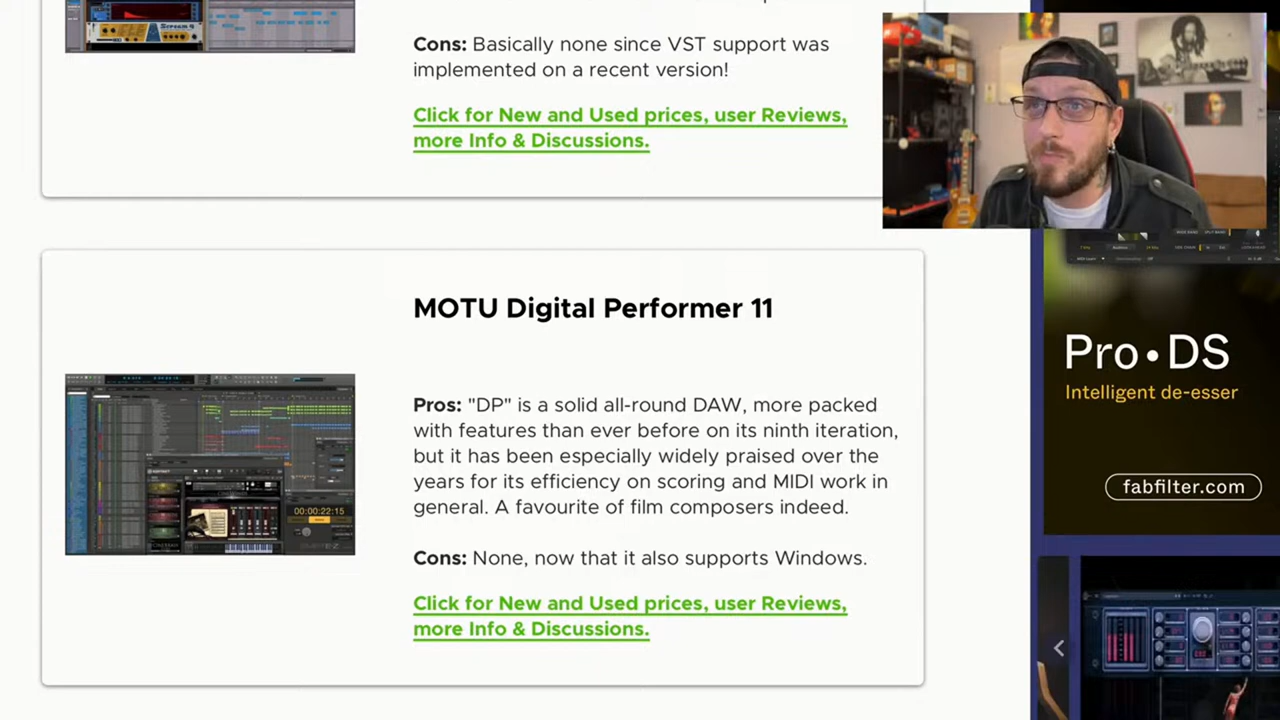 Cons: Basically none since VST support was
implemented on a recent version!
Click for New and Used prices, user Reviews,
more Info & Discussions.
MOTU Digital Performer 11
Pros: "DP" is a solid all-round DAW, more packed
with features than ever before on its ninth iteration,
but it has been especially widely praised over the
years for its efficiency on scoring and MIDI work in
general. A favourite of film composers indeed.
Cons: None, now that it also supports Windows.
Click for New and Used prices, user Reviews,
more Info & Discussions.
00:00:22:15
Pro•DS
Intelligent de-esser
fabfilter.com